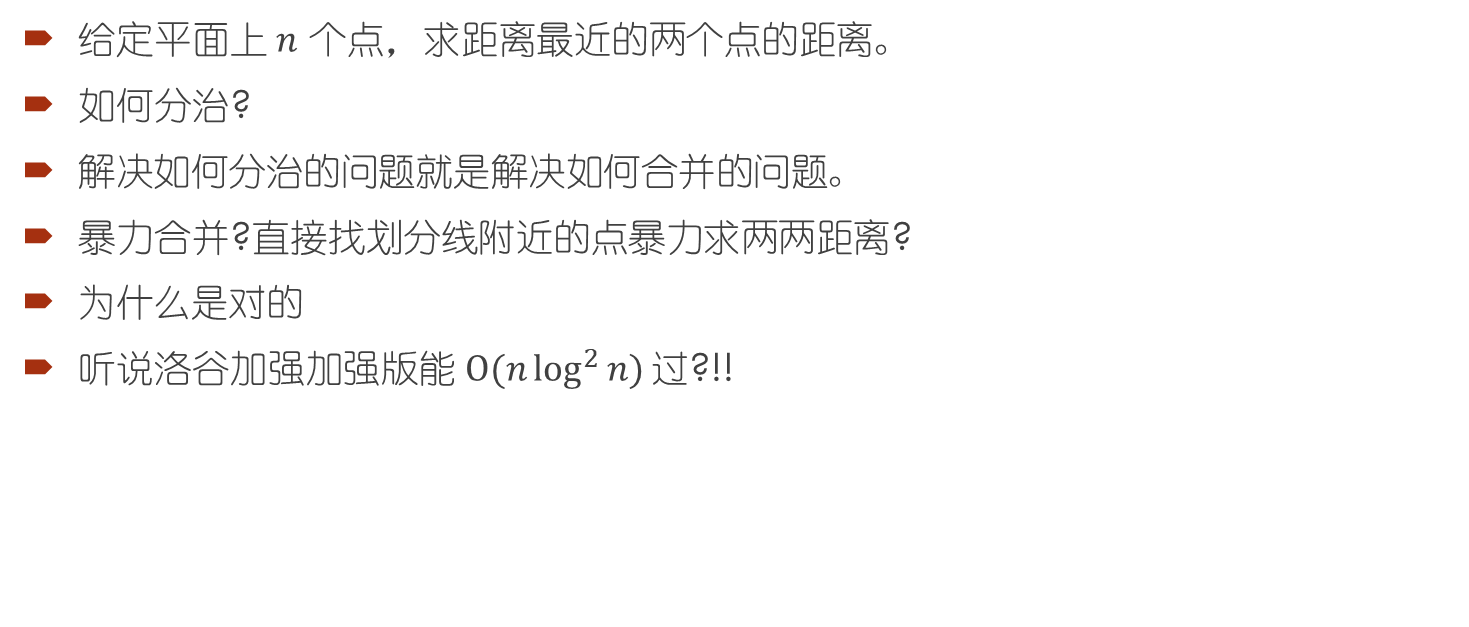 给定平面上 n 个点，求距离最近的两个点的距离。
如何分治?
解决如何分治的问题就是解决如何合并的问题。
暴力合并?直接找划分线附近的点暴力求两两距离?
为什么是对的
听说洛谷加强加强版能 O(n log² n) 过?!!